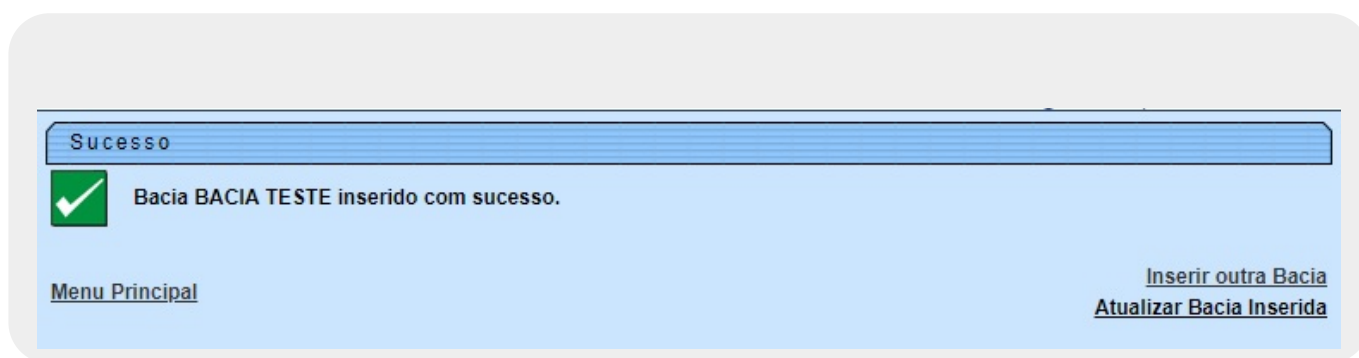 Sucesso
Bacia BACIA TESTE inserido com sucesso.
Inserir outra Bacia
Menu Principal
Atualizar Bacia Inserida